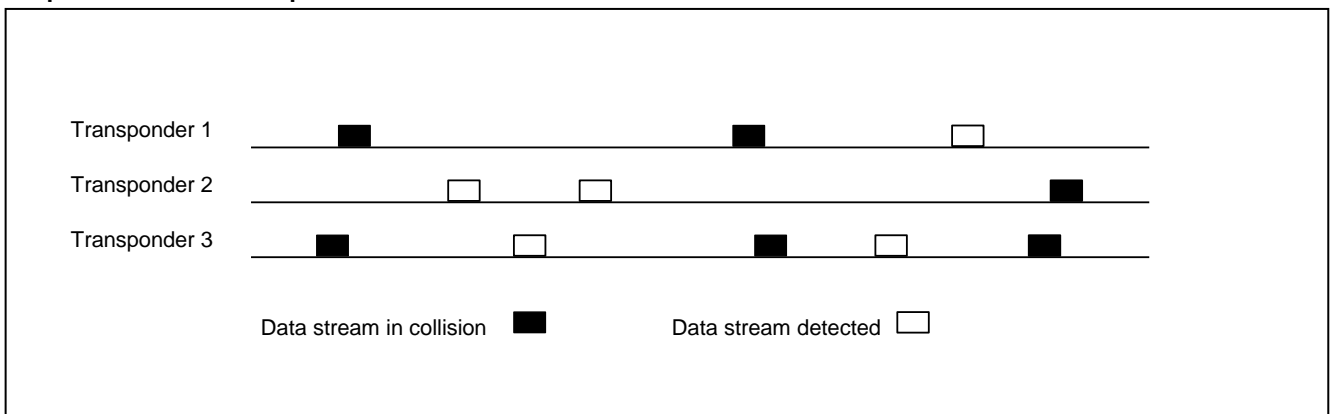 Transponder 1
Transponder 2
Transponder 3
Data stream in collision
Data stream detected